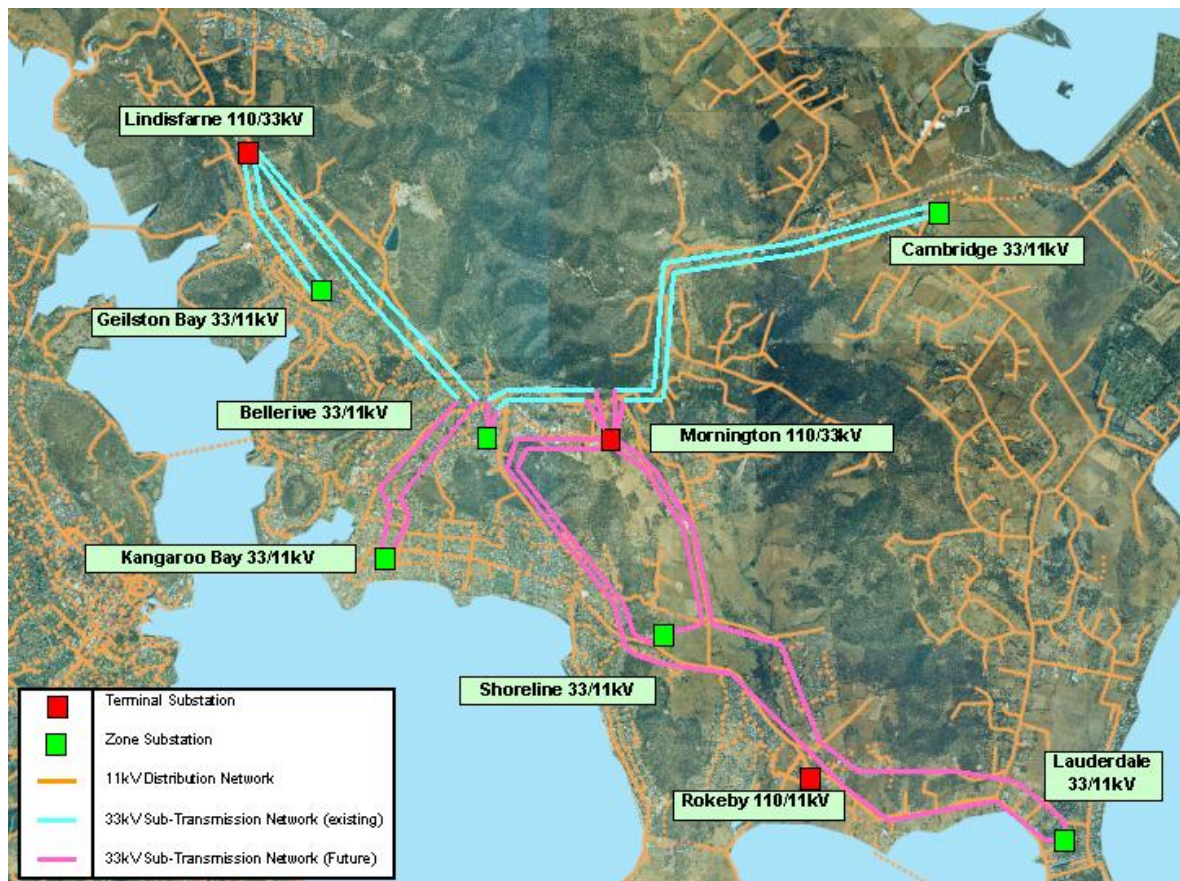 Lindisfarne 110/33kV
Cambridge 33/11kV
Geilston Bay 33/11kV
Bellerive 33/11kV
Mornington 110/33kV
Kangaroo Bay 33/11kV
Shoreline 33/11kV
Lauderdale
33/11kV
Rokeby 110/11kV
Terminal Substation
Zone Substation
11kV Distribution Network
33kV Sub-Transmission Network (existing)
33kV Sub-Transmission Network (Future)